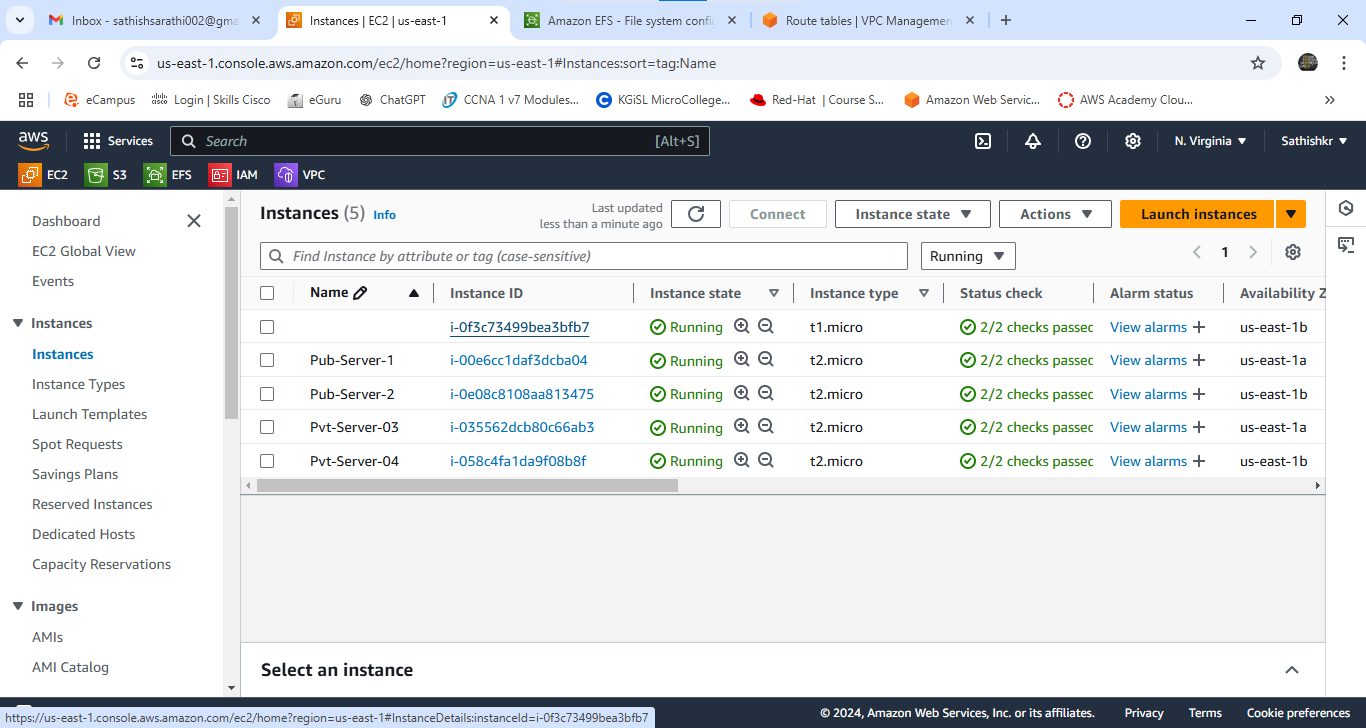 Inbox - sathishsarathi002@gma
Instances | EC2 | us-east-1
Amazon EFS - File system confi
Route tables | VPC Managemen
us-east-1.console.aws.amazon.com/ec2/home?region=us-east-1#Instances:sort=tag:Name
eCampus
Login | Skills Cisco
eGuru
ChatGPT
CCNA 1 v7 Modules...
KGiSL MicroCollege...
Red-Hat | Course S...
Amazon Web Servic...
AWS Academy Clou...
aws
Services
Search
[Alt+S]
N. Virginia
Sathishkr
EC2
S3
EFS
IAM
VPC
Dashboard
EC2 Global View
Events
Instances
Instances
Instance Types
Launch Templates
Spot Requests
Savings Plans
Reserved Instances
Dedicated Hosts
Capacity Reservations
Images
AMIs
AMI Catalog
Instances (5) Info
Last updated
less than a minute ago
Connect
Instance state
Actions
Launch instances
Find Instance by attribute or tag (case-sensitive)
Running
1
Name Instance ID Instance state Instance type Status check Alarm status Availability Z
i-0f3c73499bea3bfb7 Running t1.micro 2/2 checks passec View alarms + us-east-1b
Pub-Server-1 i-00e6cc1daf3dcba04 Running t2.micro 2/2 checks passec View alarms + us-east-1a
Pub-Server-2 i-0e08c8108aa813475 Running t2.micro 2/2 checks passec View alarms + us-east-1b
Pvt-Server-03 i-035562dcb80c66ab3 Running t2.micro 2/2 checks passec View alarms + us-east-1a
Pvt-Server-04 i-058c4fa1da9f08b8f Running t2.micro 2/2 checks passec View alarms + us-east-1b
Select an instance
https://us-east-1.console.aws.amazon.com/ec2/home?region=us-east-1#InstanceDetails:instanceId=i-0f3c73499bea3bfb7
© 2024, Amazon Web Services, Inc. or its affiliates.
Privacy
Terms
Cookie preferences